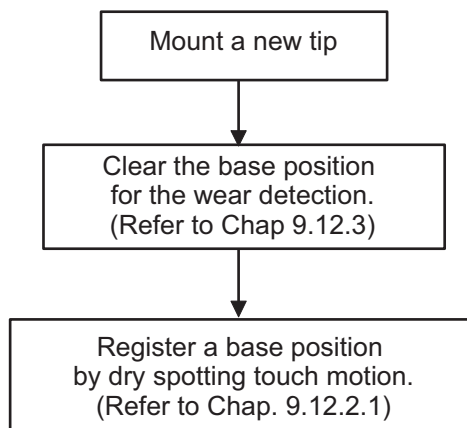 Mount a new tip
Clear the base position
for the wear detection.
(Refer to Chap 9.12.3)
Register a base position
by dry spotting touch motion.
(Refer to Chap. 9.12.2.1)